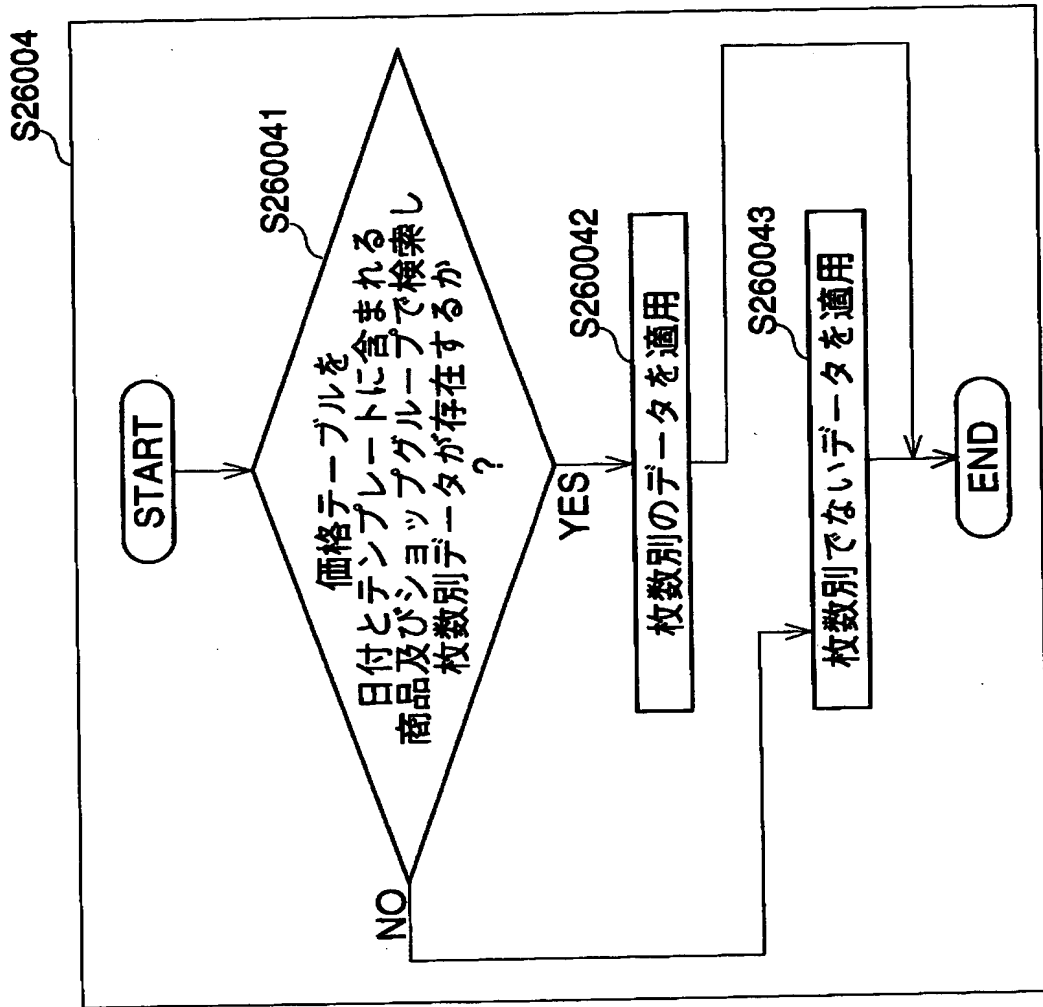 S26004
START
S260041
価格テーブルを
日付とテンプレートに含まれる
商品及びショップグループで検索し
枚数別データが存在するか
?
NO
YES
S260042
枚数別のデータを適用
S260043
枚数別でないデータを適用
END